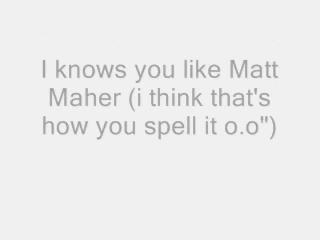 I knows you like Matt
Maher (i think that's
how you spell it o.o")